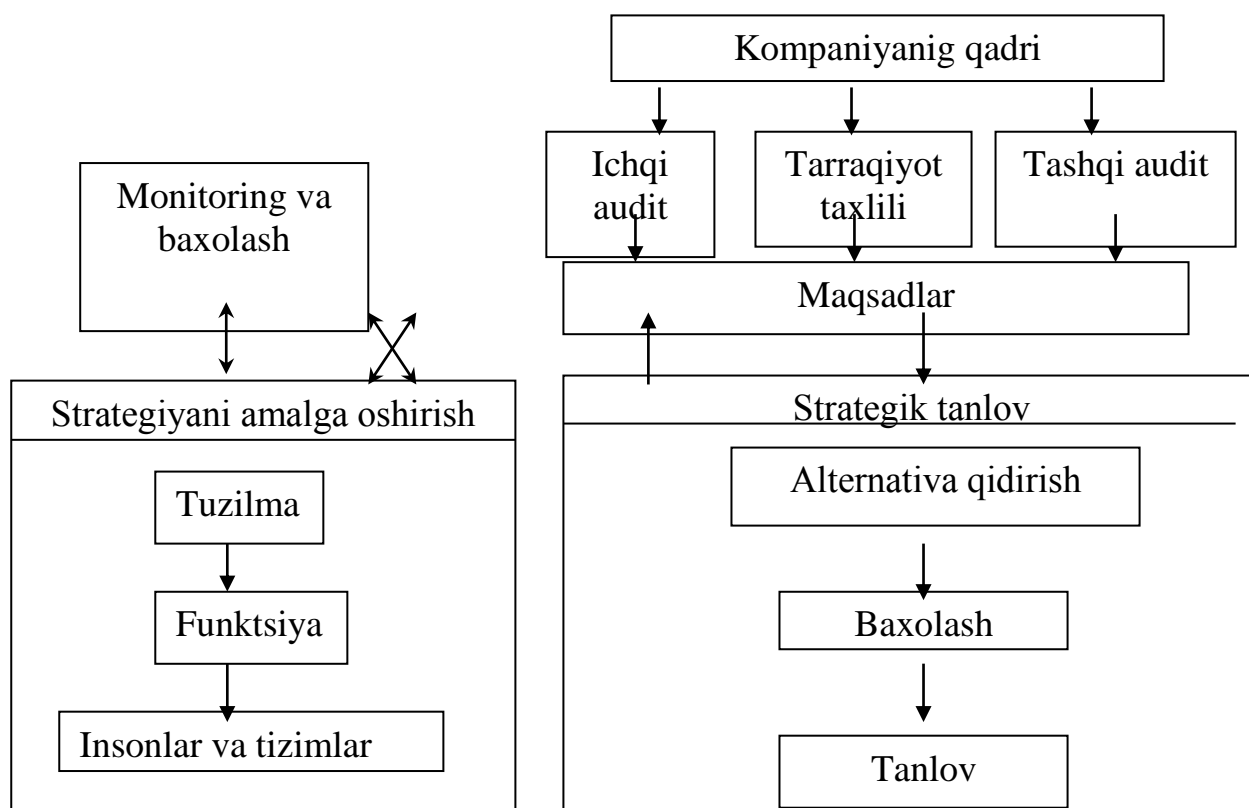 Kompaniyanig qadri
Ichqi
audit
Tarraqiyot
taxlili
Tashqi audit
Monitoring va
baxolash
Maqsadlar
Strategiyani amalga oshirish
Strategik tanlov
Tuzilma
Alternativa qidirish
Funktsiya
Baxolash
Insonlar va tizimlar
Tanlov